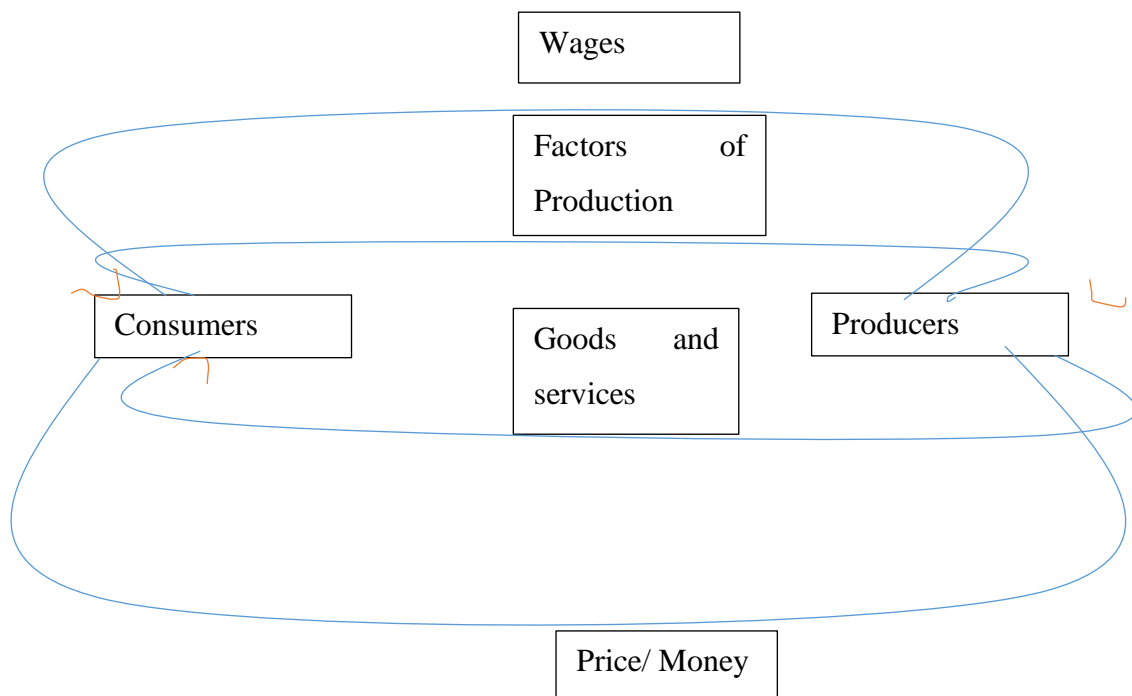 Wages
Factors of
Production
Consumers
Producers
Goods and
services
Price/ Money